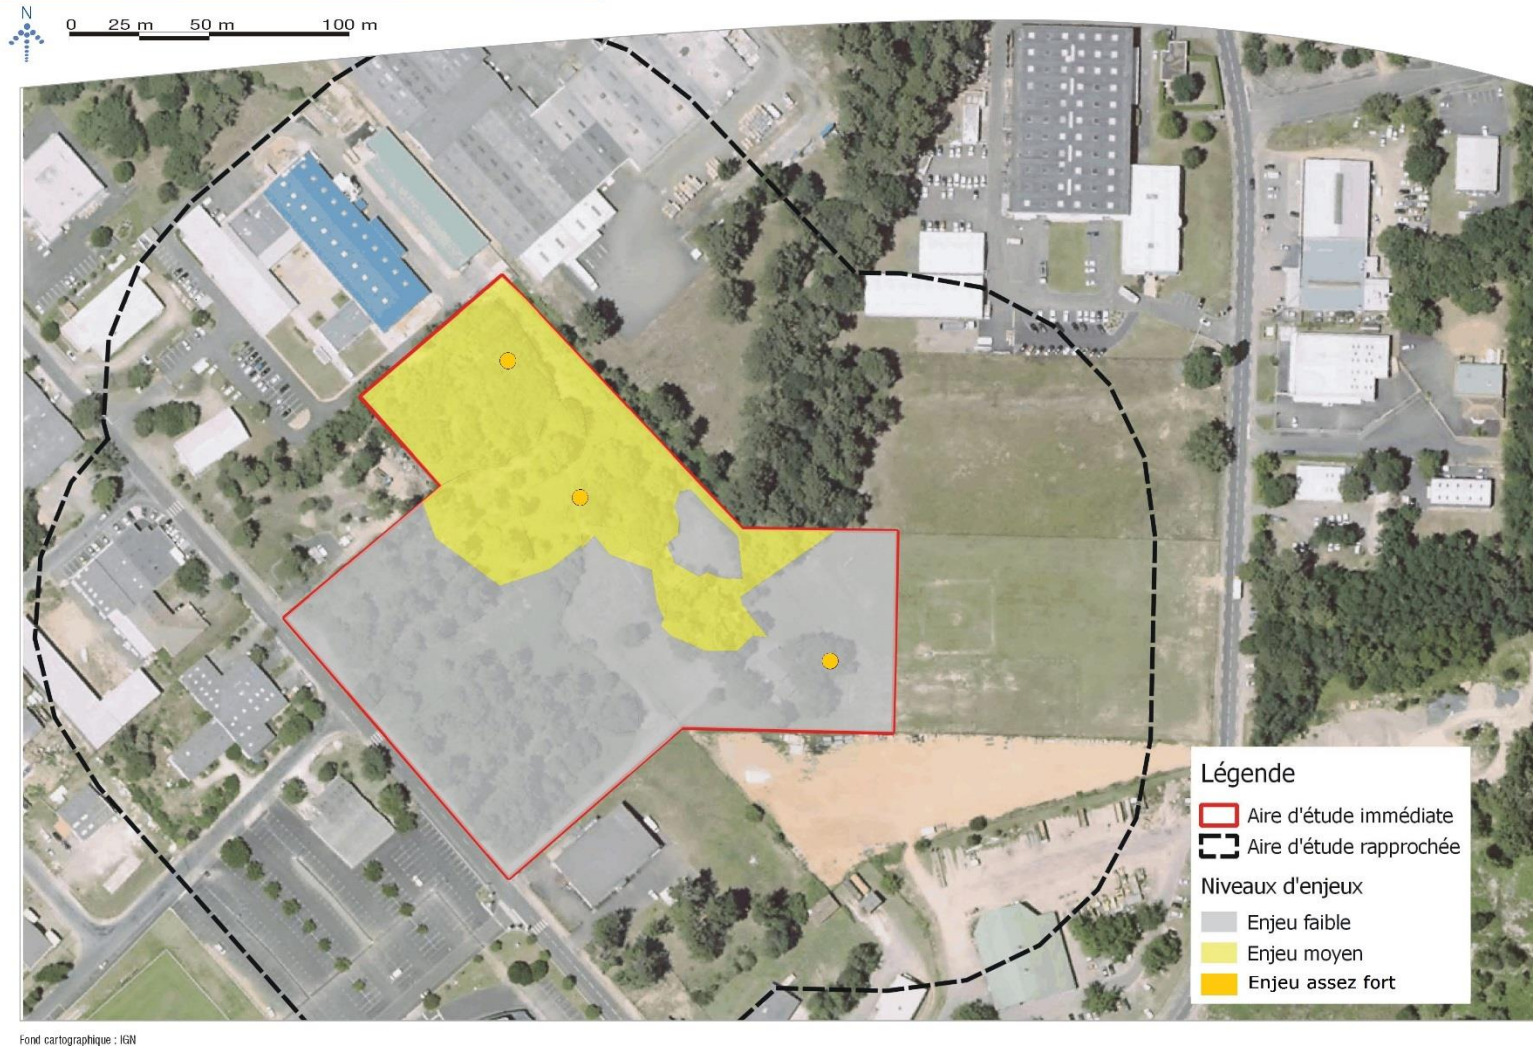 N
0 25 m 50 m 100 m
Légende
Aire d'étude immédiate
Aire d'étude rapprochée
Niveaux d'enjeux
Enjeu faible
Enjeu moyen
Enjeu assez fort
Fond cartographique : IGN